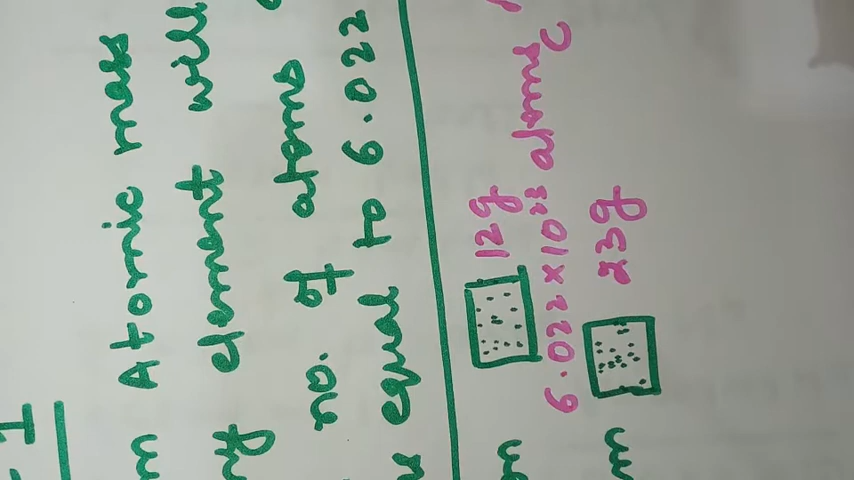 Atomic mass
element will
no. of atoms
equal to 6.022
12g
6.022×10²³ atoms C
23g